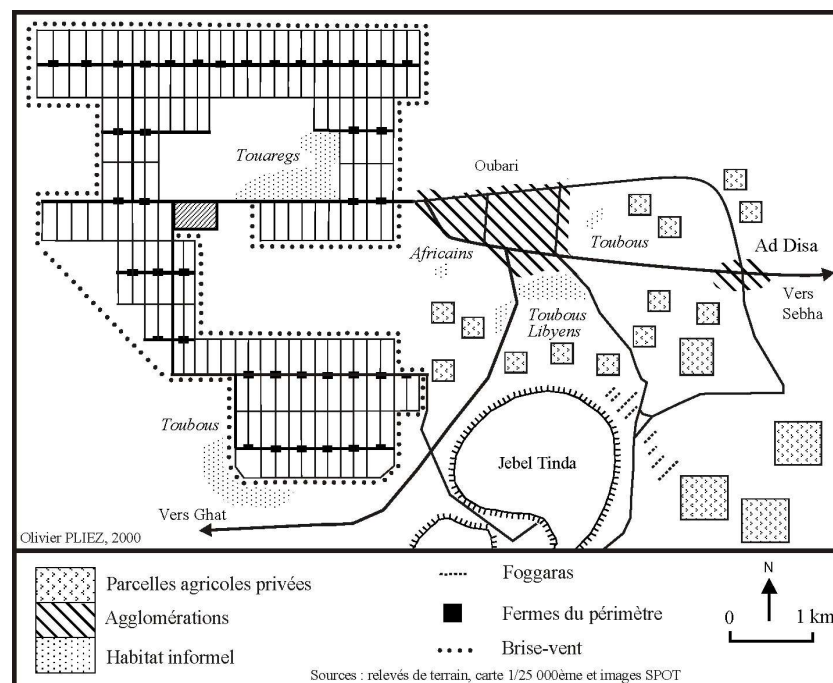 Touaregs
Oubari
Africains
Toubous
Ad Disa
Vers
Sebha
Toubous
Libyens
Toubous
Jebel Tinda
Vers Ghat
Olivier PLIEZ, 2000
Parcelles agricoles privées
Agglomérations
Habitat informel
Foggaras
Fermes du périmètre
Brise-vent
N
0 1 km
Sources : relevés de terrain, carte 1/25 000ème et images SPOT